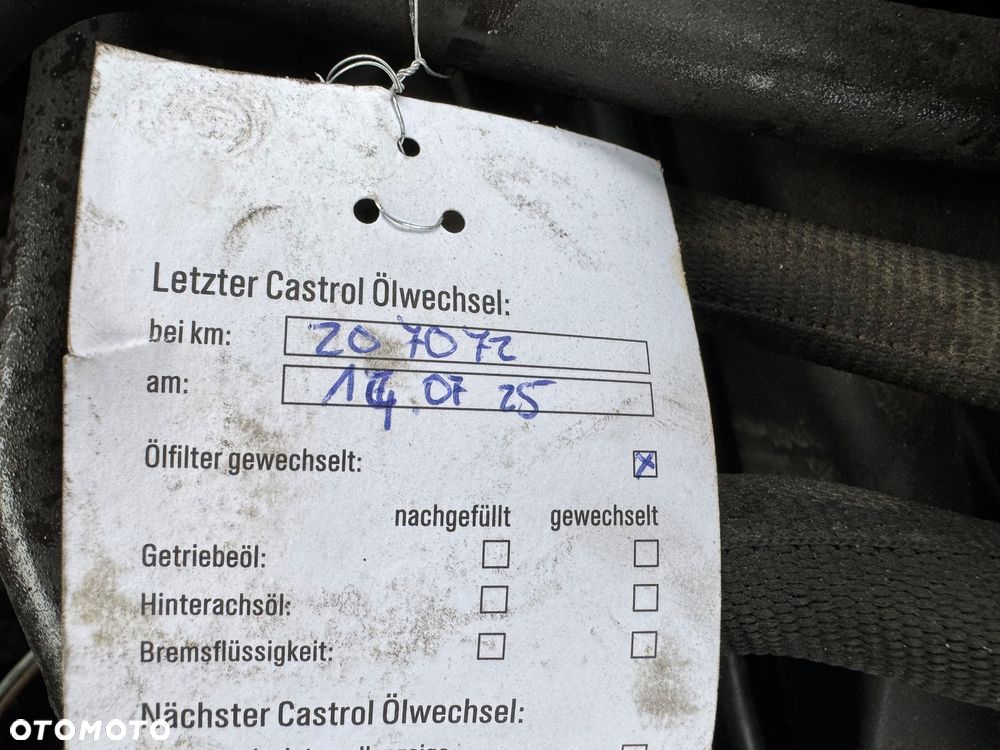 Letzter Castrol Ölwechsel:
bei km: 207072
am: 14 07 25
Ölfilter gewechselt: x
nachgefüllt gewechselt
Getriebeöl:
Hinterachsöl:
Bremsflüssigkeit:
Nächster Castrol Ölwechsel:
OTOMOTO